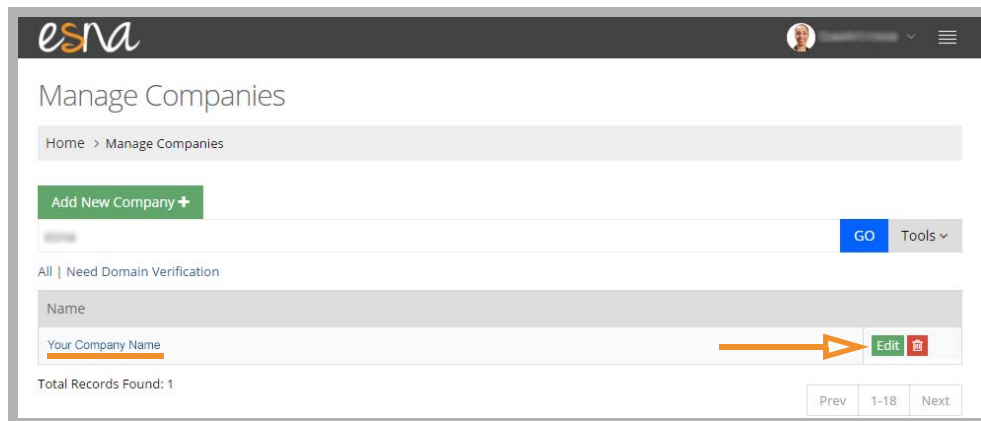 esna
Manage Companies
Home > Manage Companies
Add New Company +
GO Tools
All | Need Domain Verification
Name
Your Company Name Edit
Total Records Found: 1
Prev 1-18 Next